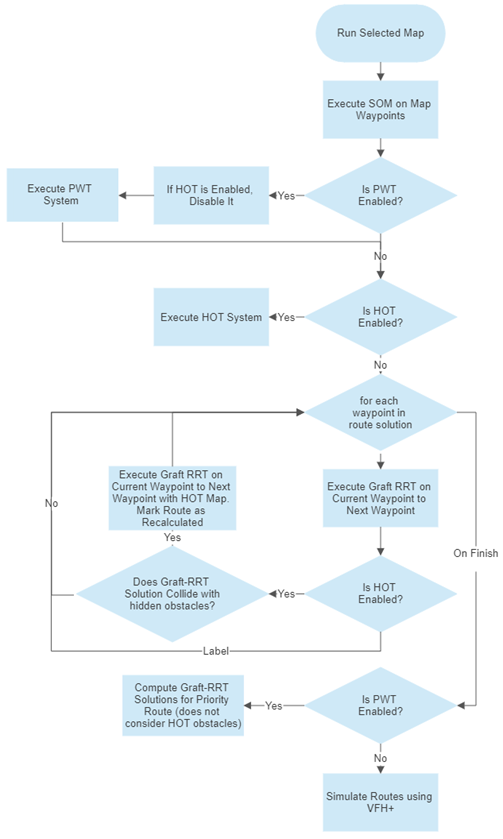 Run Selected Map
Execute SOM on Map
Waypoints
Is PWT
Enabled?
Yes
If HOT is Enabled,
Disable It
Execute PWT
System
No
Is HOT
Enabled?
Yes
Execute HOT System
No
for each
waypoint in
route solution
Execute Graft RRT on
Current Waypoint to
Next Waypoint
Execute Graft RRT on
Current Waypoint to Next
Waypoint with HOT Map.
Mark Route as
Recalculated
No
Yes
On Finish
Is HOT
Enabled?
Yes
Does Graft-RRT
Solution Collide with
hidden obstacles?
Label
Is PWT
Enabled?
Yes
Compute Graft-RRT
Solutions for Priority
Route (does not
consider HOT obstacles)
No
Simulate Routes using
VFH+